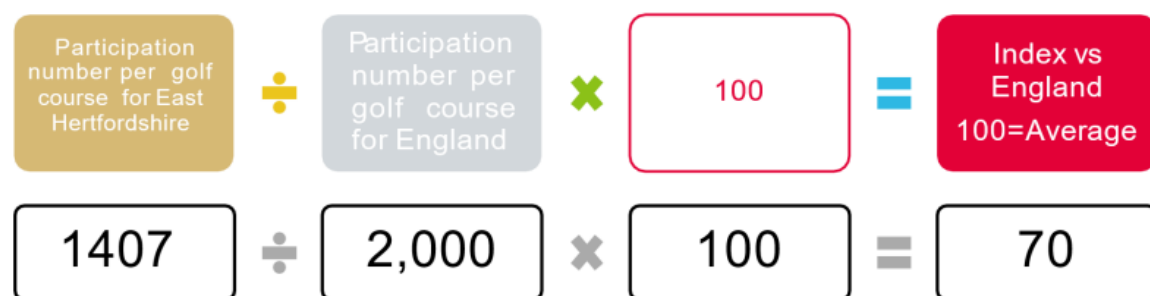 Participation
number per golf
course for East
Hertfordshire
÷
Participation
number per
golf course
for England
×
100
=
Index vs
England
100=Average
1407 ÷ 2,000 × 100 = 70